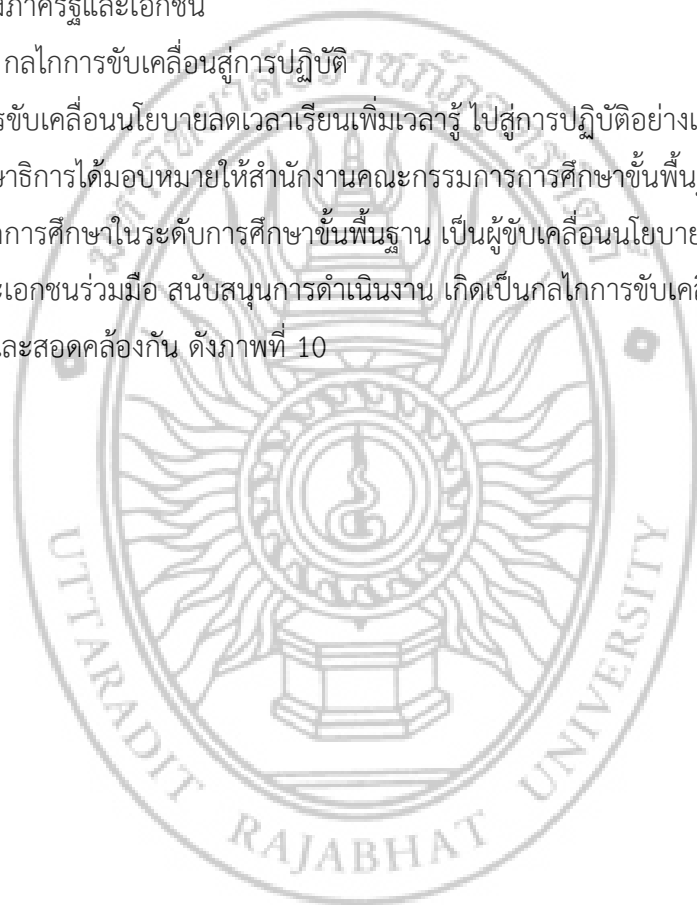 งภาครัฐและเอกชน
กลไกการขับเคลื่อนสู่การปฏิบัติ
รขับเคลื่อนนโยบายลดเวลาเรียนเพิ่มเวลารู้ ไปสู่การปฏิบัติอย่างเ
ษาธิการได้มอบหมายให้สำนักงานคณะกรรมการการศึกษาขั้นพื้น
การศึกษาในระดับการศึกษาขั้นพื้นฐาน เป็นผู้ขับเคลื่อนนโยบาย
ะเอกชนร่วมมือ สนับสนุนการดำเนินงาน เกิดเป็นกลไกการขับเคลื
และสอดคล้องกัน ดังภาพที่ 10
UTTARADIT RAJABHAT UNIVERSITY